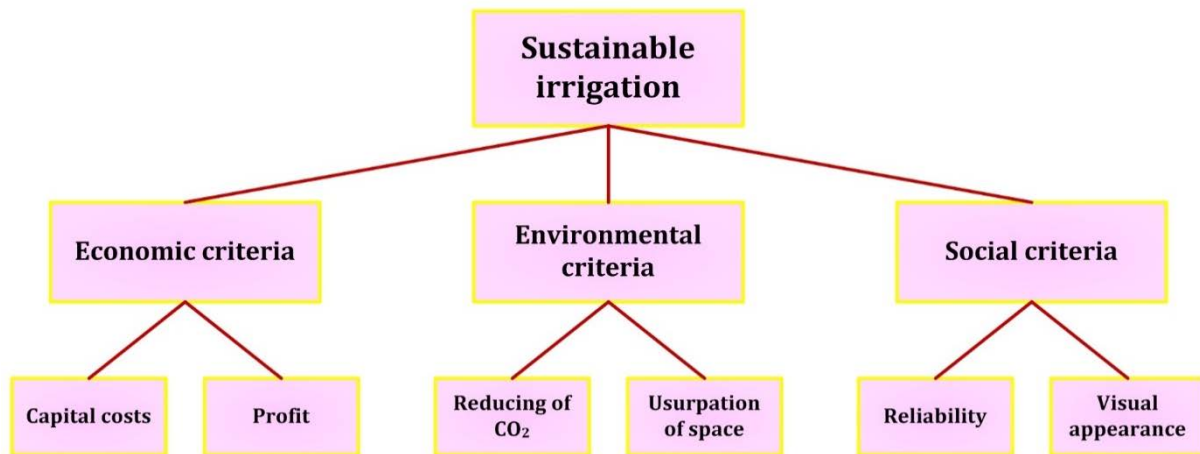 Sustainable
irrigation
Economic criteria
Environmental
criteria
Social criteria
Capital costs
Profit
Reducing of
CO₂
Usurpation
of space
Reliability
Visual
appearance